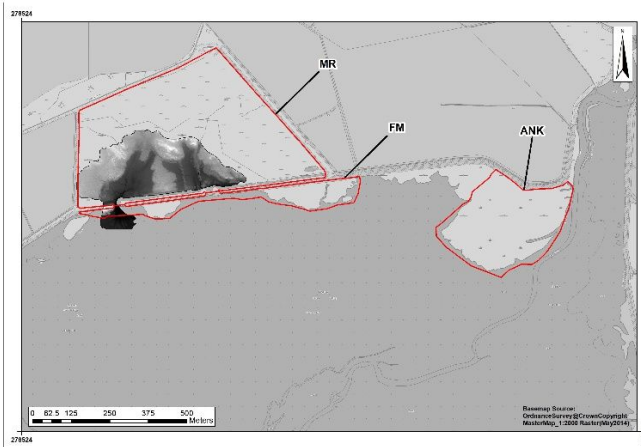 278524
N
MR
FM
ANK
0 62.5 125 250 375 500
Meters
Basemap Source:
OrdnanceSurvey@CrownCopyright
MasterMap_1:2000 Raster(May2014)
278524